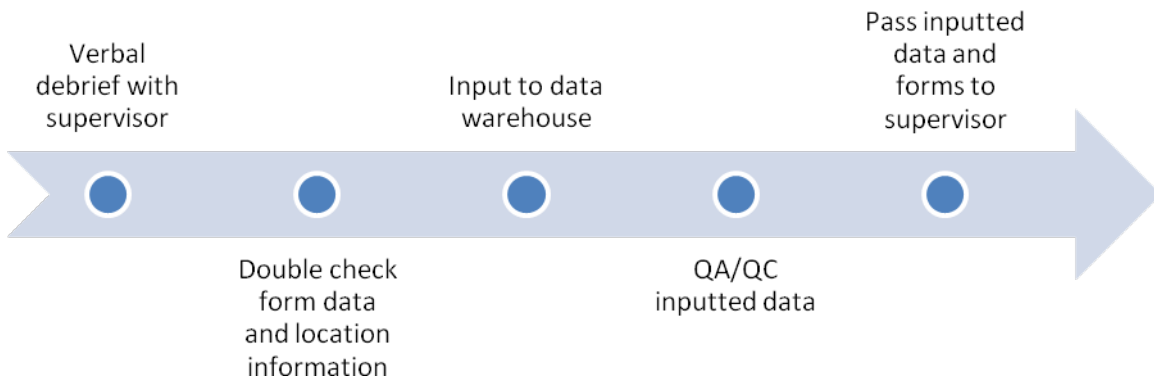 Verbal
debrief with
supervisor
Double check
form data
and location
information
Input to data
warehouse
QA/QC
inputted data
Pass inputted
data and
forms to
supervisor